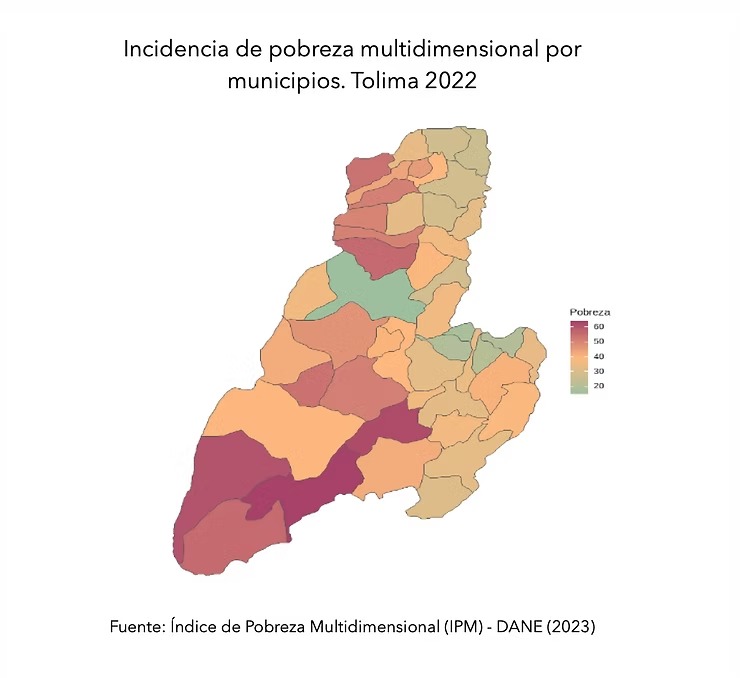 Incidencia de pobreza multidimensional por
municipios. Tolima 2022
Pobreza
60
50
40
30
20
Fuente: Índice de Pobreza Multidimensional (IPM) - DANE (2023)